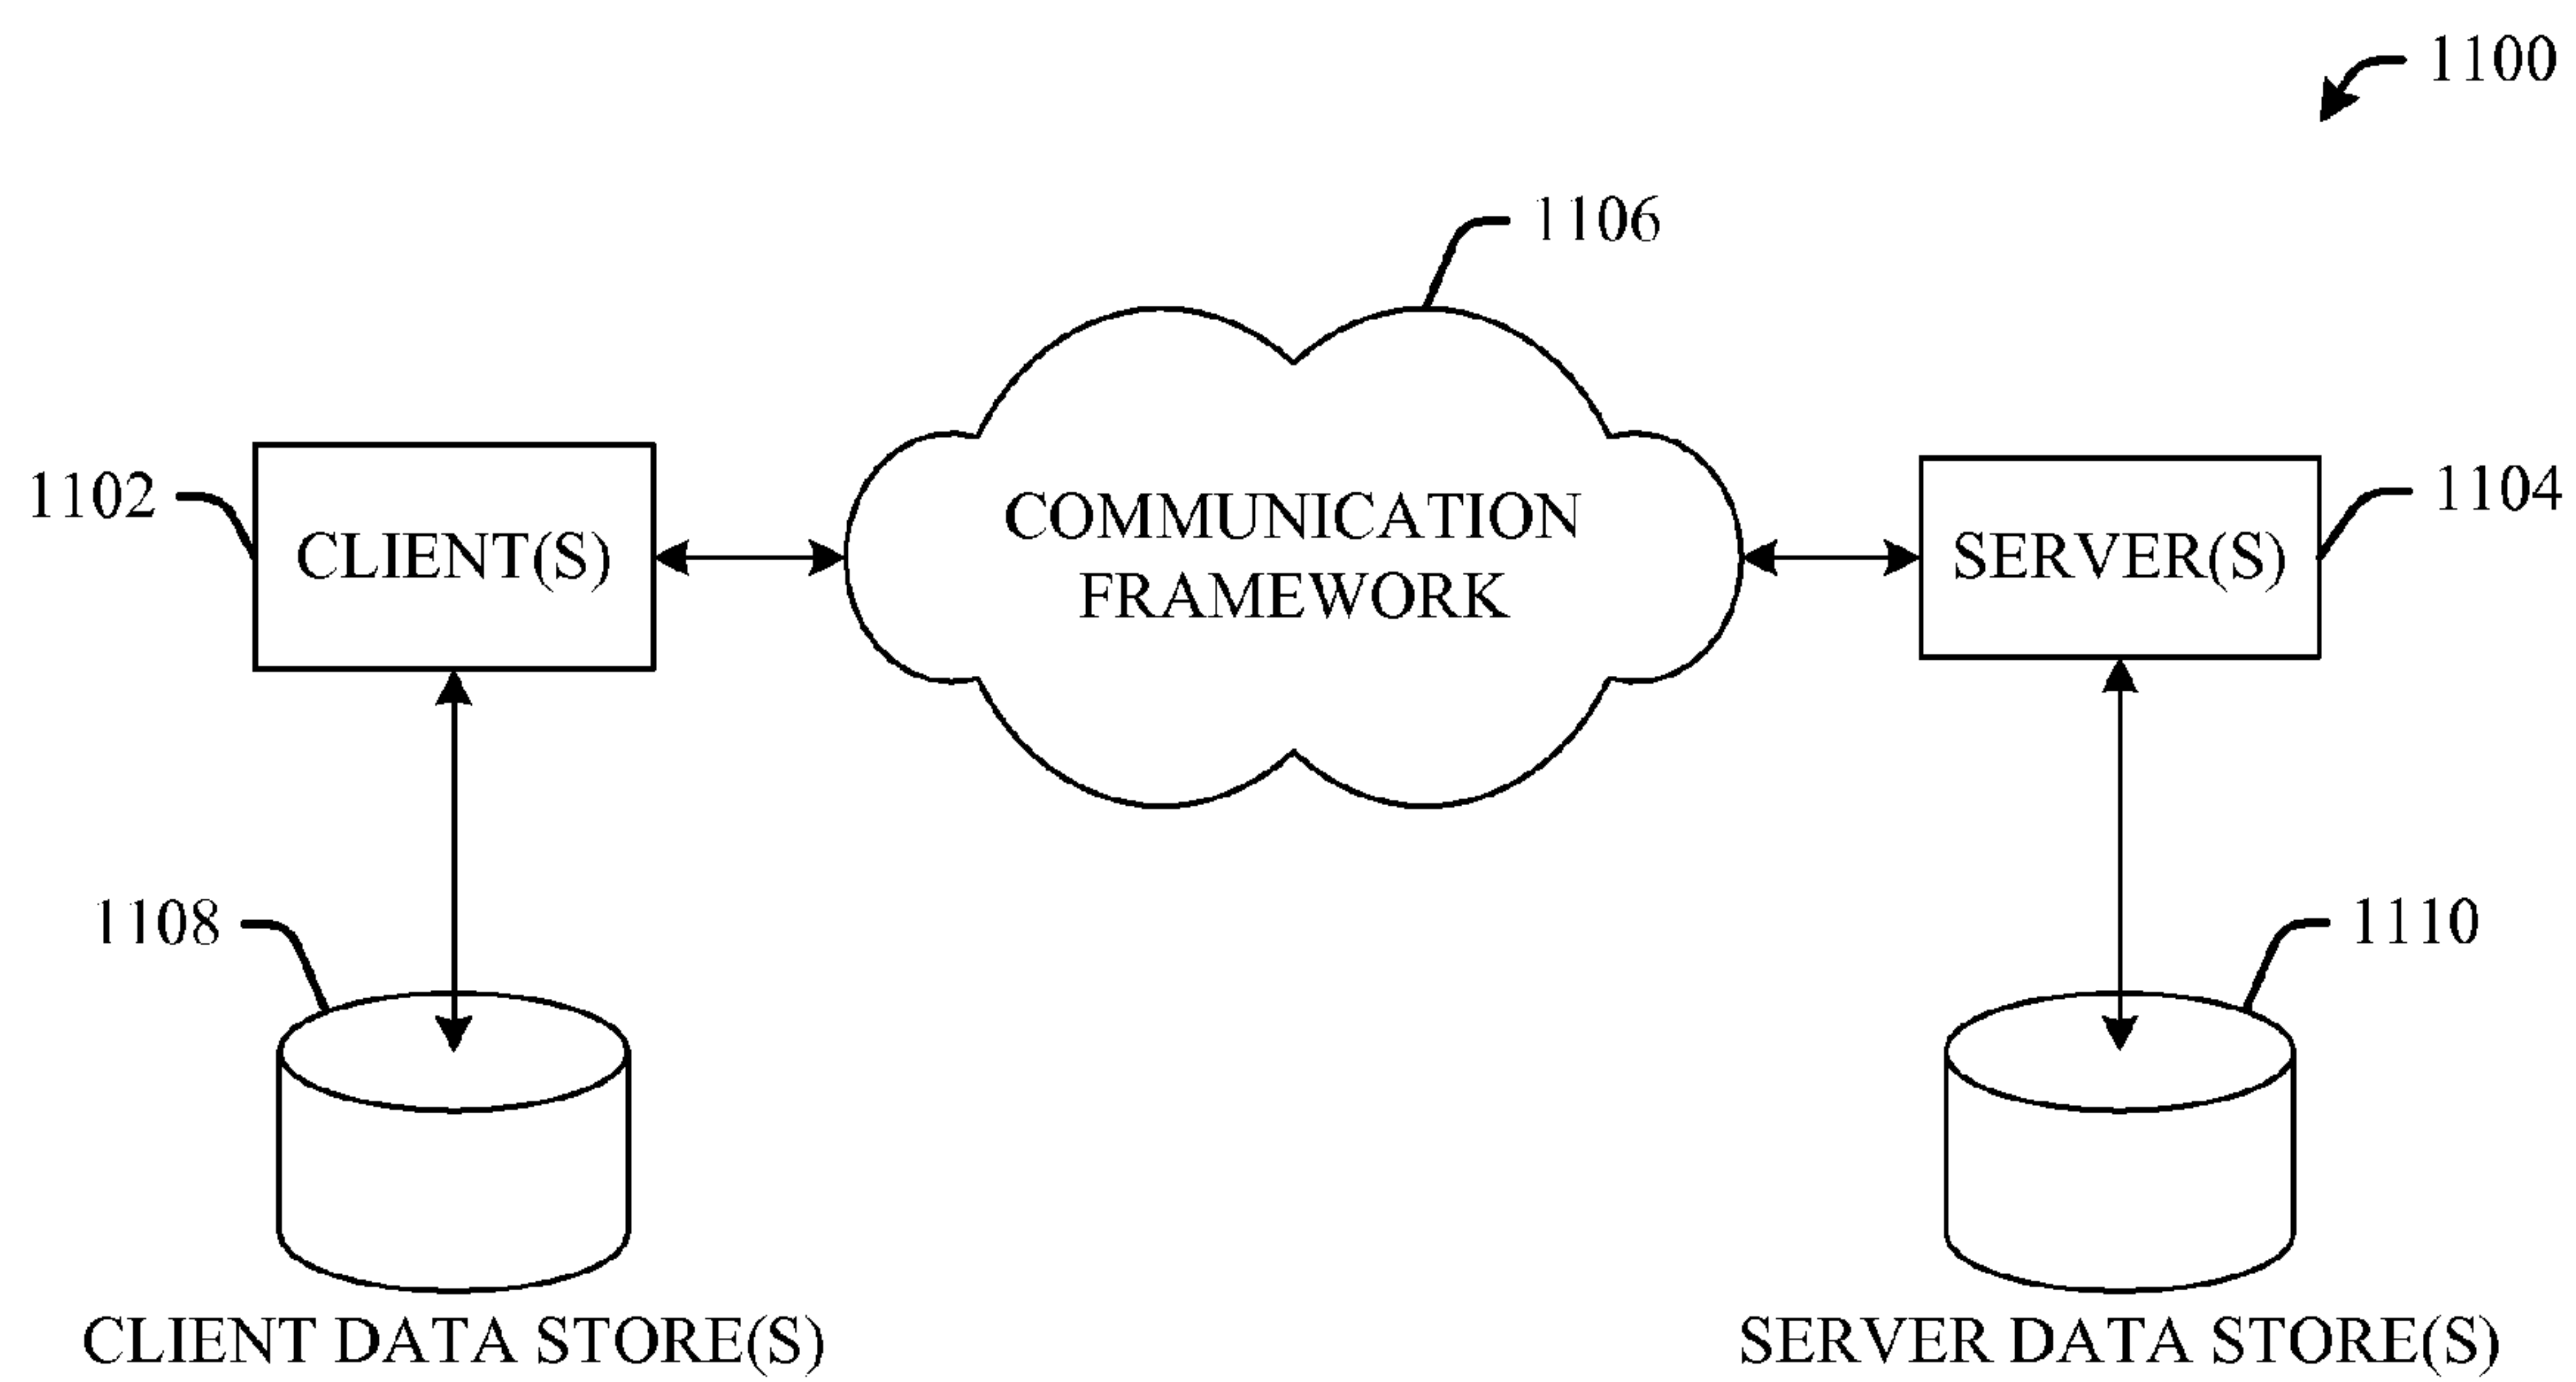 1100
1106
1102
CLIENT(S)
COMMUNICATION
FRAMEWORK
SERVER(S)
1104
1108
1110
CLIENT DATA STORE(S)
SERVER DATA STORE(S)